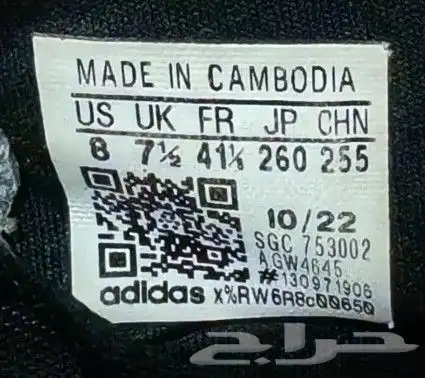 MADE IN CAMBODIA
US UK FR JP CHN
8 7½ 41⅓ 260 255
10/22
SGC 753002
AGW4645
#130971906
adidas x%RW6R8c00650
حراج